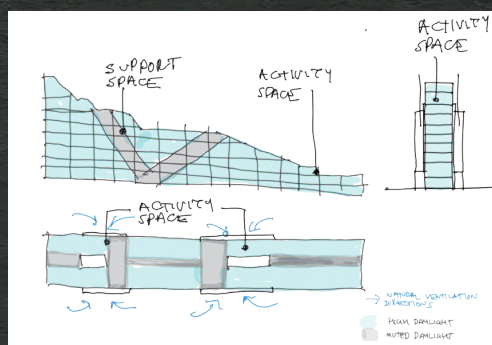 SUPPORT
SPACE
ACTIVITY
SPACE
ACTIVITY
SPACE
ACTIVITY
SPACE
NATURAL VENTILATION
DIRECTIONS
HIGH DAYLIGHT
MUTED DAYLIGHT